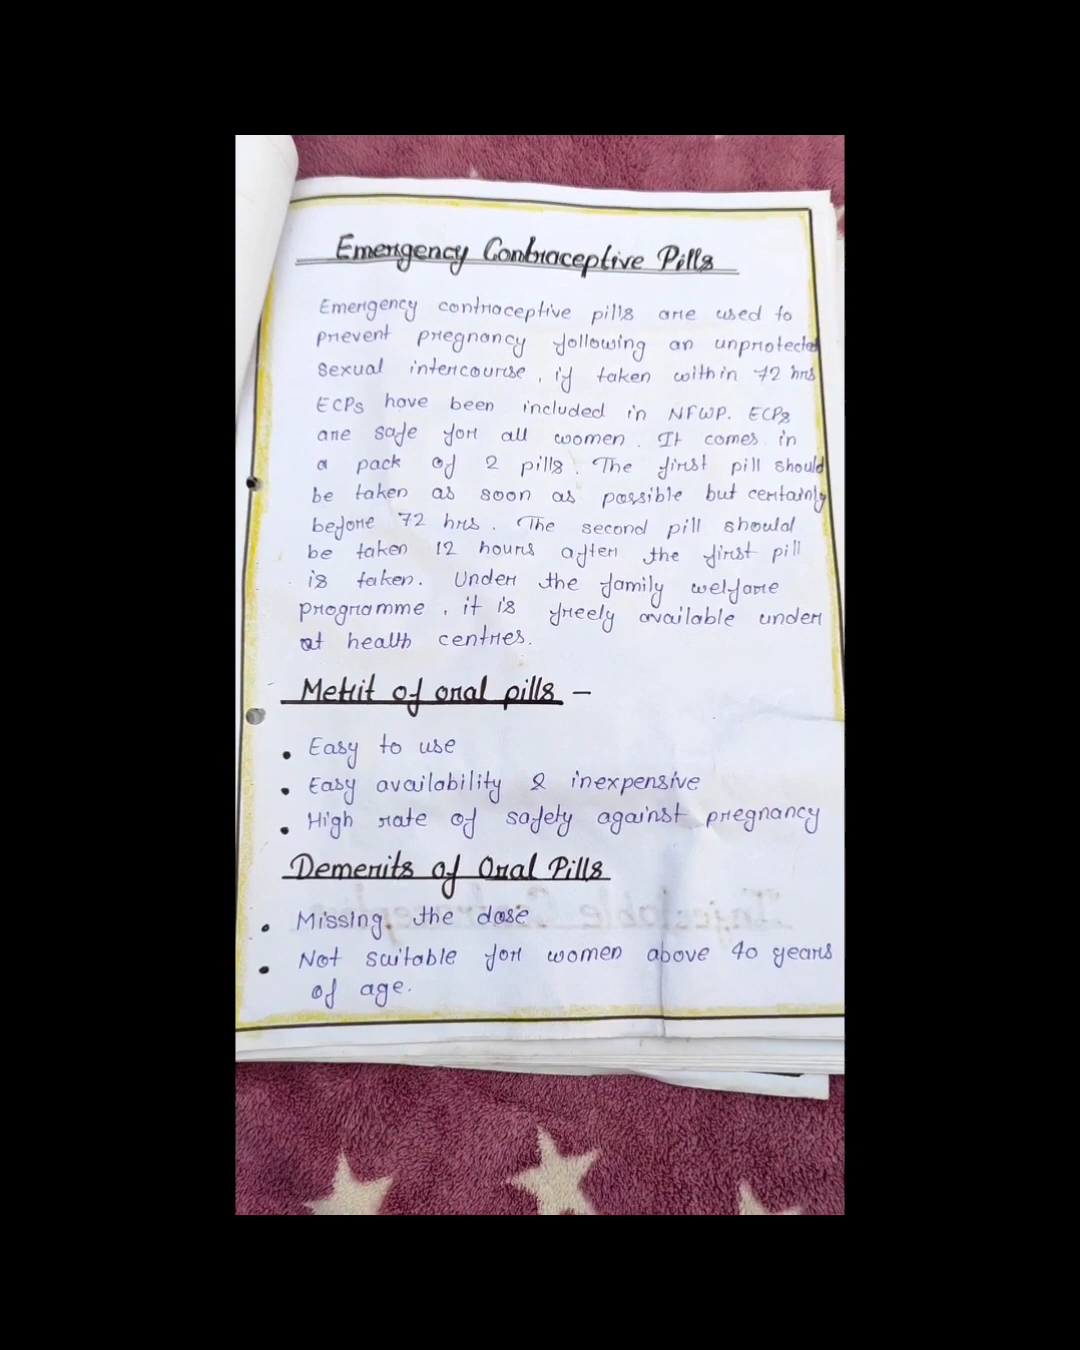 Emergency Contraceptive Pills
Emergency contraceptive pills are used to
prevent pregnancy following an unprotected
sexual intercourse, if taken within 72 hrs
ECPs have been included in NFWP. ECPs
are safe for all women. It comes in
a pack of 2 pills. The first pill should
be taken as soon as possible but certainly
before 72 hrs. The second pill should
be taken 12 hours after the first pill
is taken. Under the family welfare
programme, it is freely available under
at health centres.
Merit of oral pills –
• Easy to use
• Easy availability & inexpensive
• High rate of safety against pregnancy
Demerits of Oral Pills
• Missing the dose
• Not suitable for women above 40 years
of age.